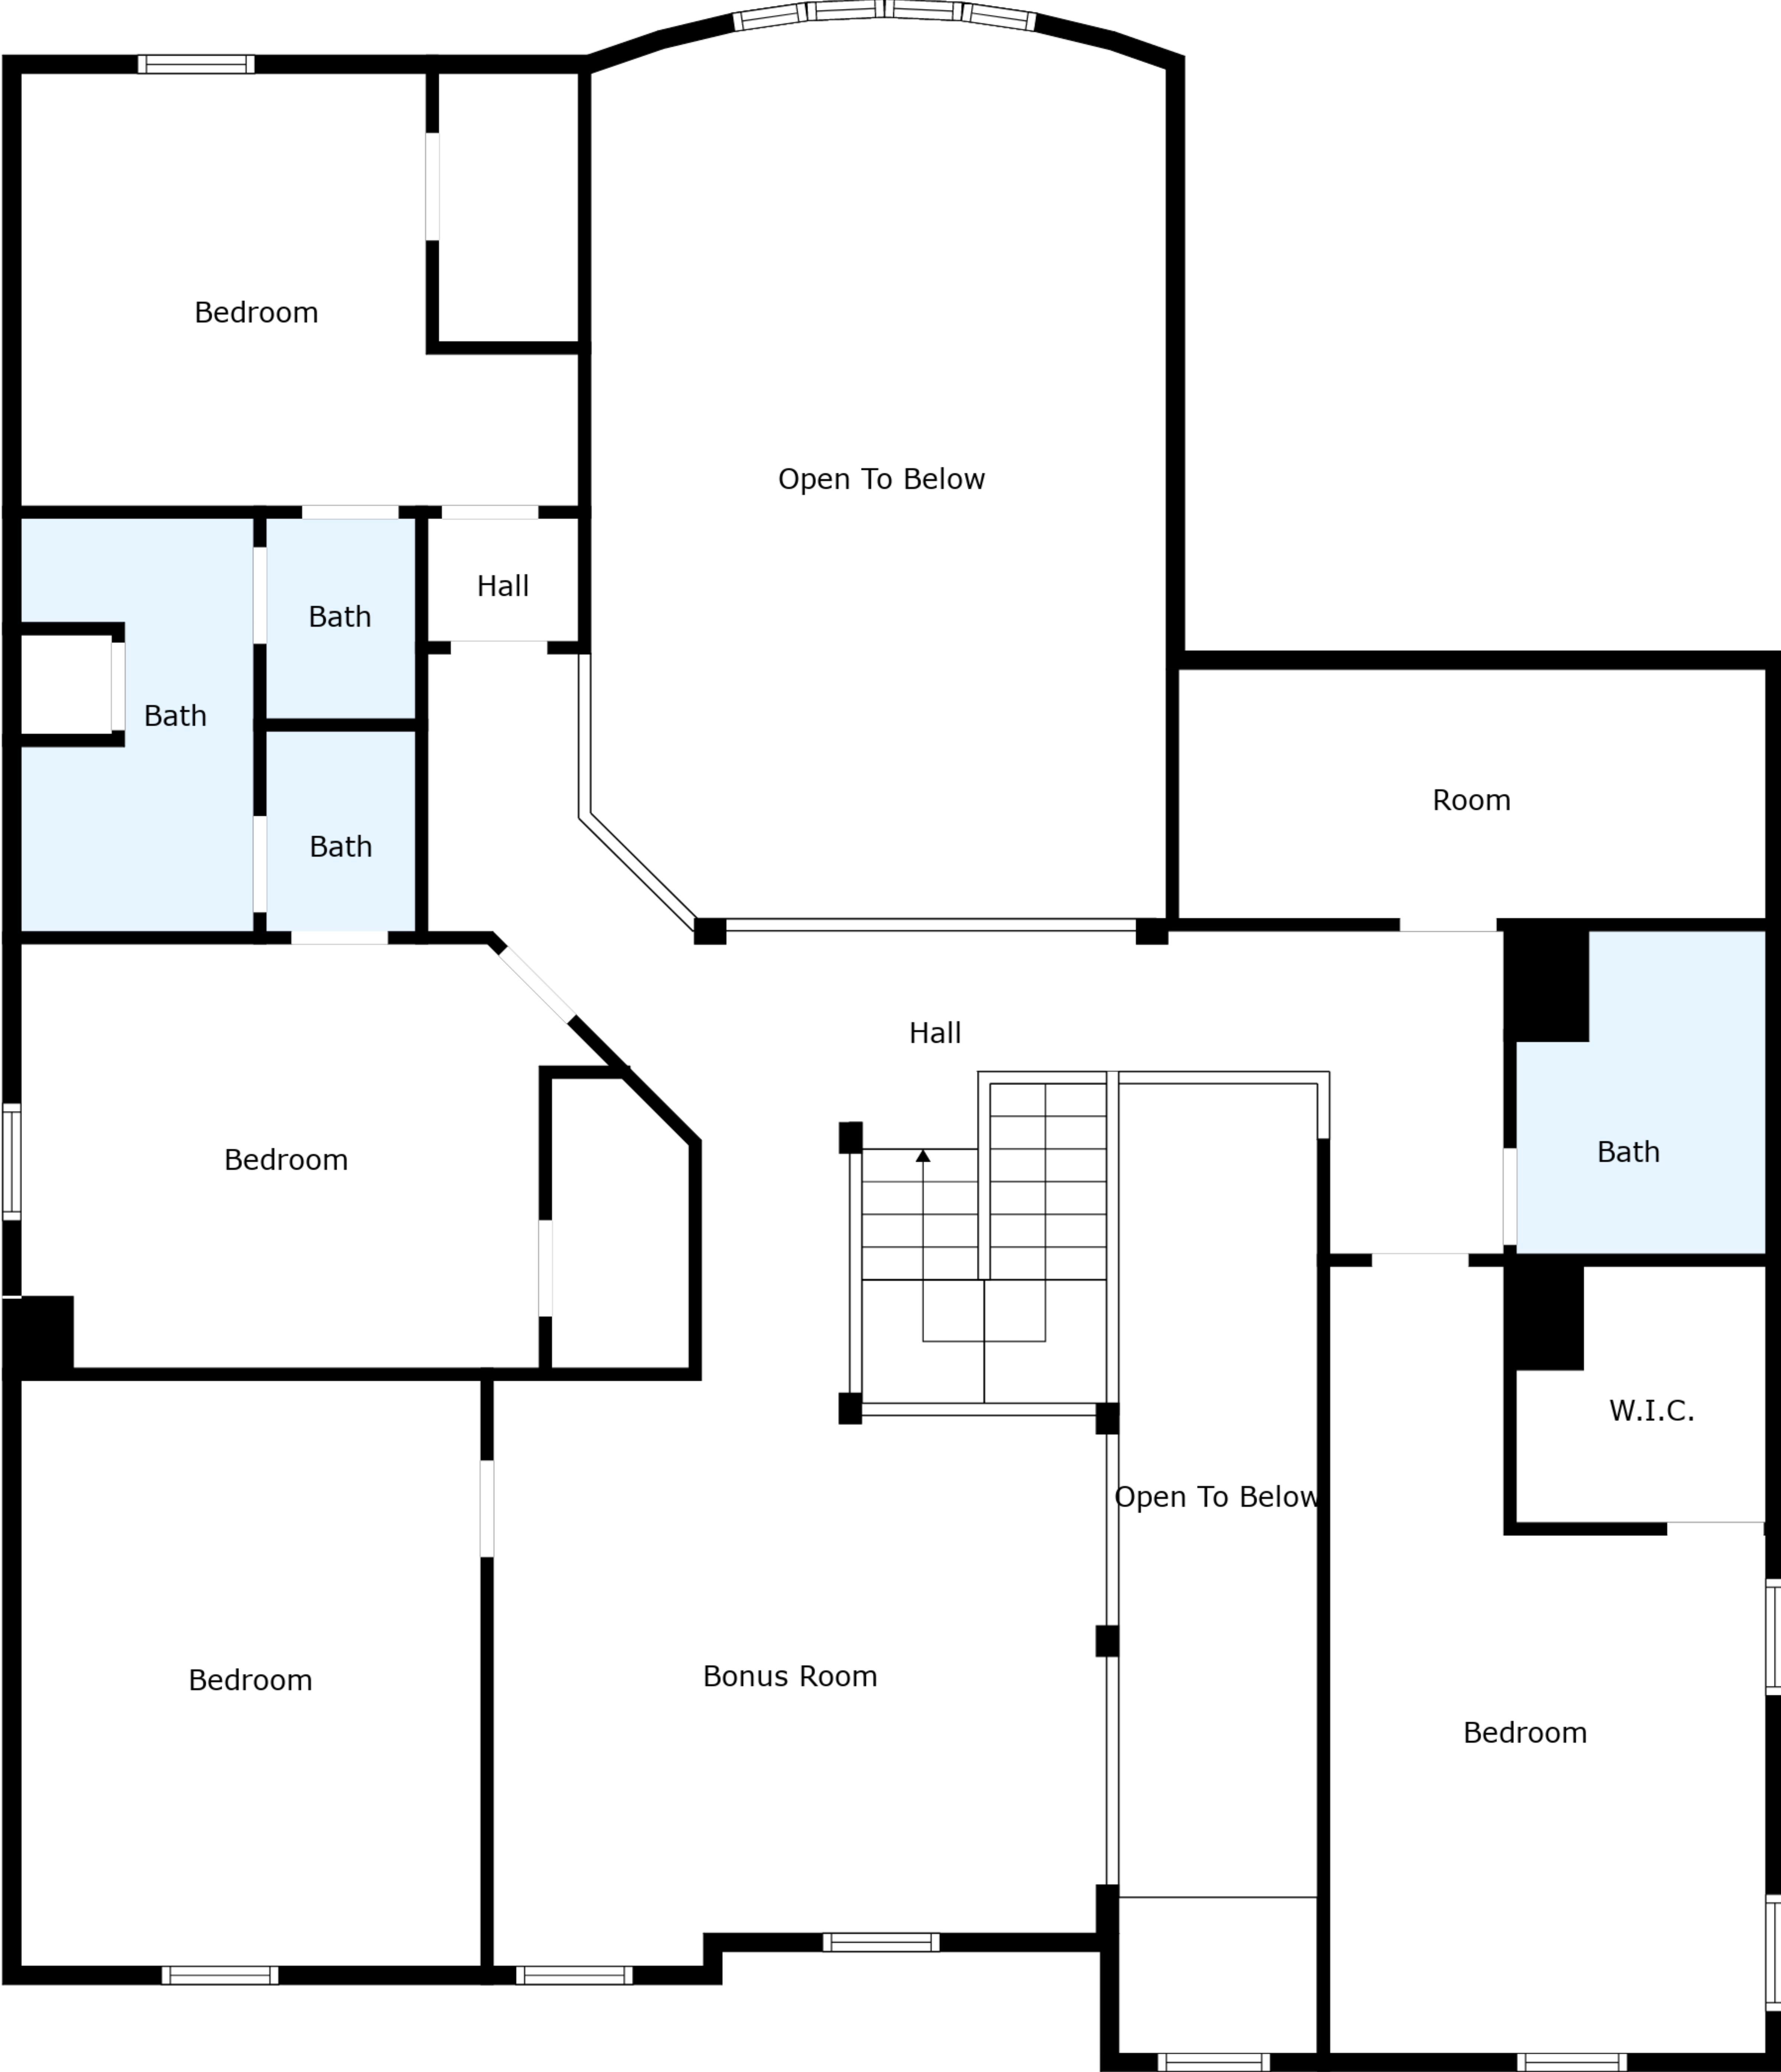 Bedroom
Open To Below
Hall
Bath
Bath
Room
Bath
Hall
Bath
Bedroom
W.I.C.
Open To Below
Bonus Room
Bedroom
Bedroom